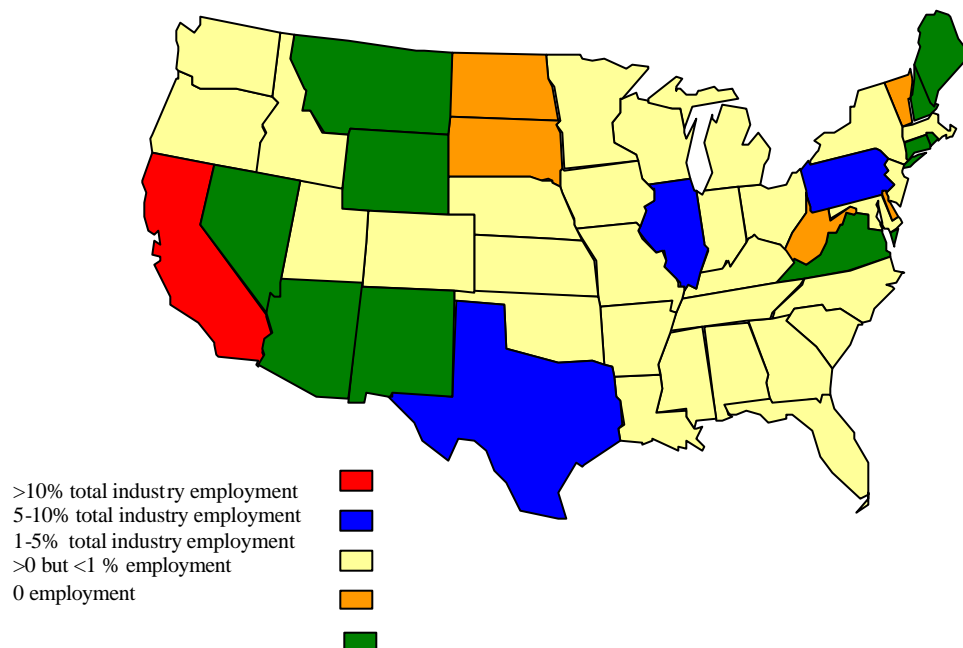 >10% total industry employment
5-10% total industry employment
1-5% total industry employment
>0 but <1 % employment
0 employment